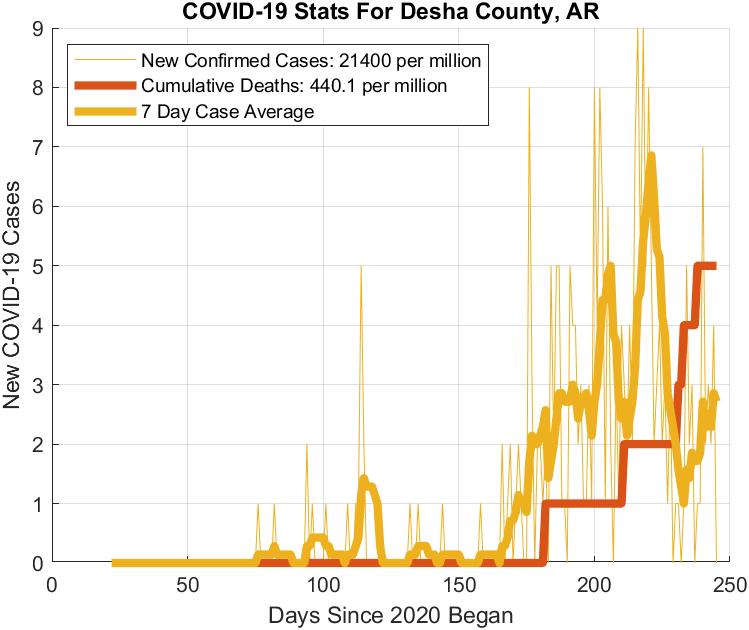 COVID-19 Stats For Desha County, AR
New Confirmed Cases: 21400 per million
Cumulative Deaths: 440.1 per million
7 Day Case Average
New COVID-19 Cases
9
8
7
6
5
4
3
2
1
0
0 50 100 150 200 250
Days Since 2020 Began